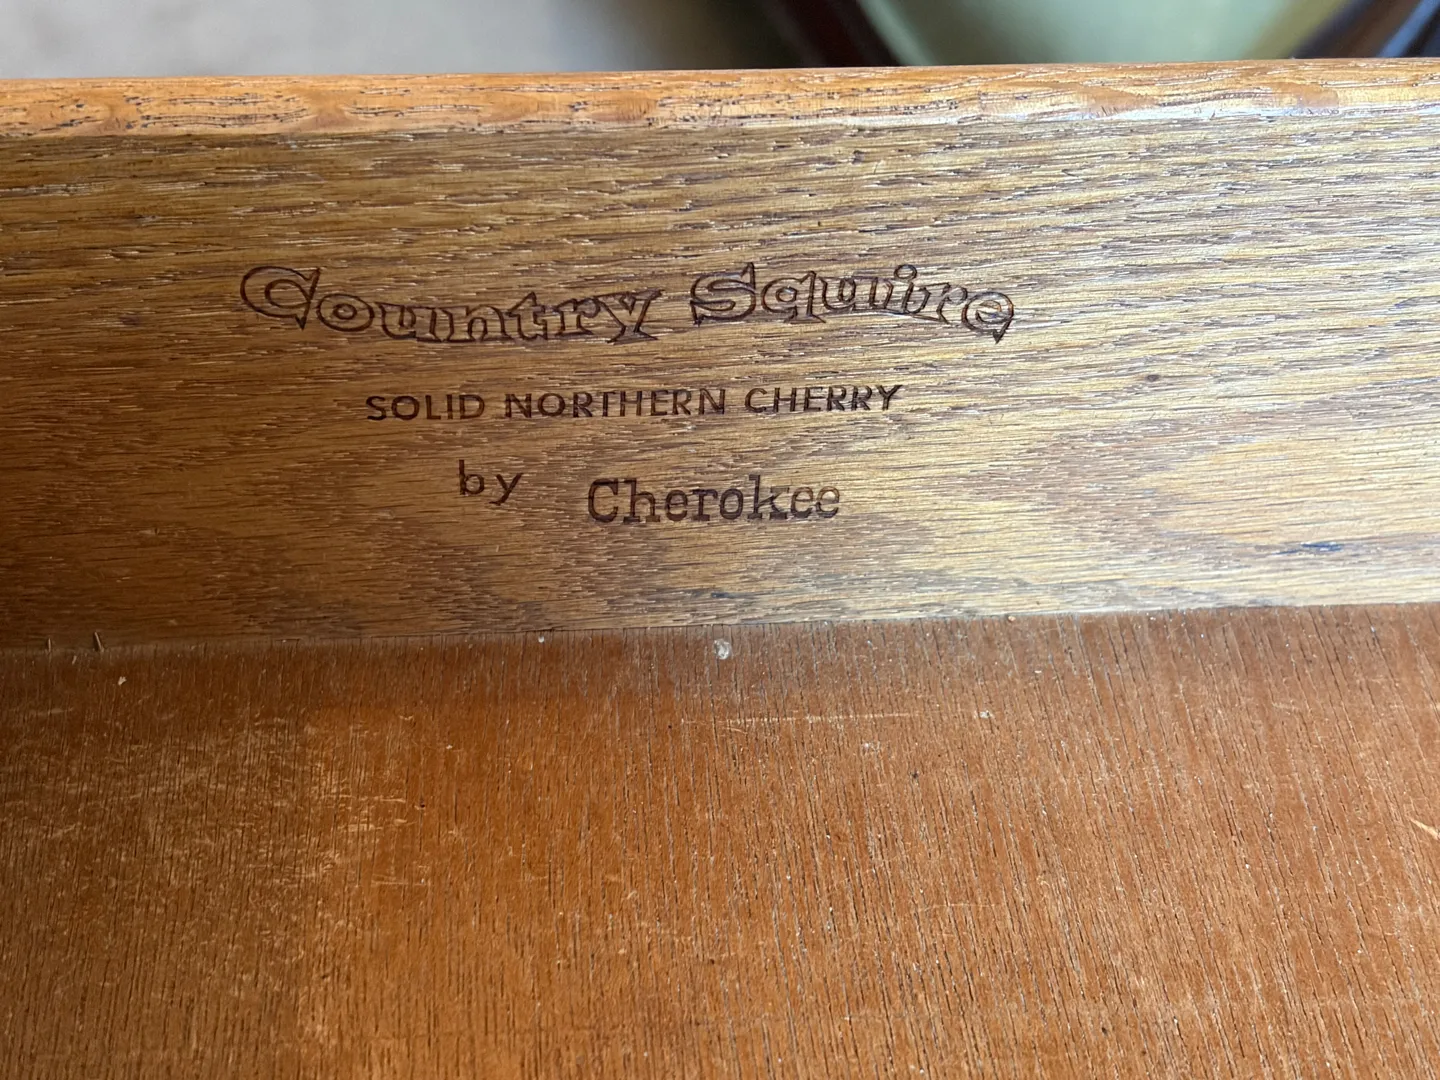 Country Squire
SOLID NORTHERN CHERRY
by Cherokee